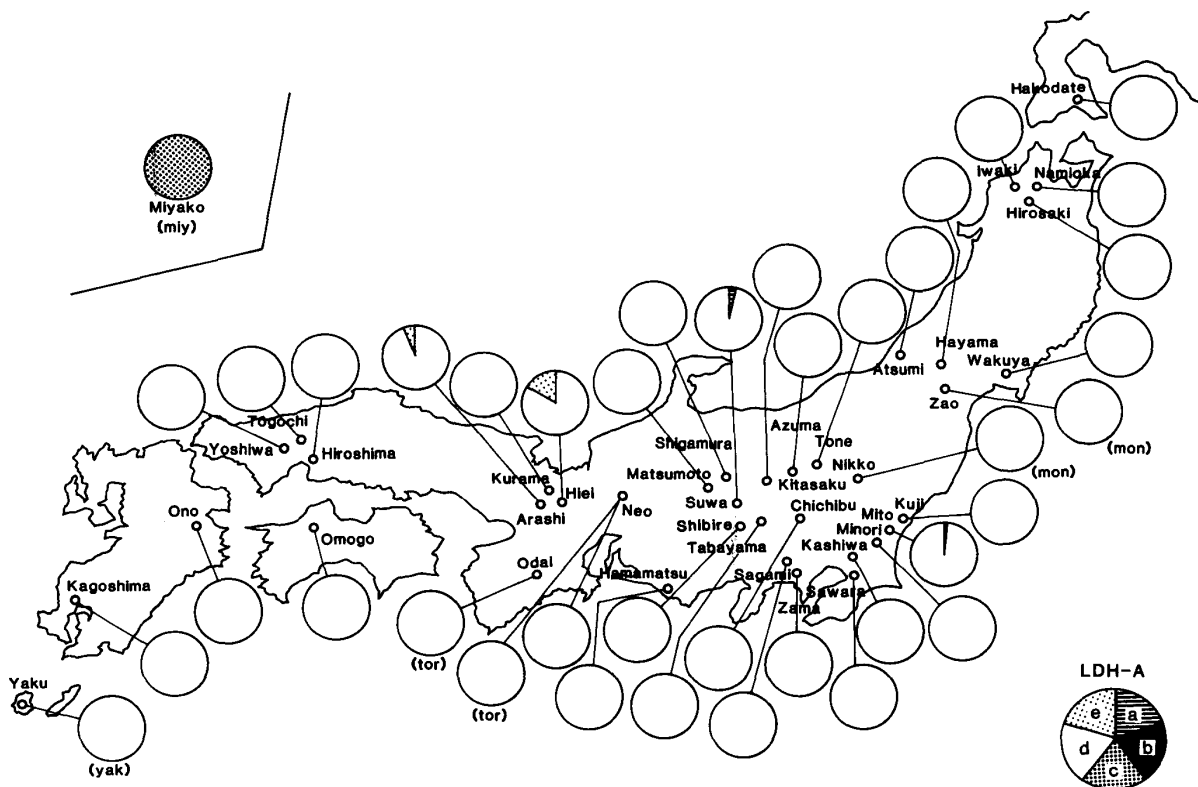 Hakodate
Iwaki
Namioka
Hirosaki
Miyako
(miy)
Hayama
Wakuya
Atsumi
Zao
(mon)
Togochi
Yoshiwa
Hiroshima
Shigamura
Azuma
Tone
Nikko
(mon)
Matsumoto
Kitasaku
Kurama
Hiei
Arashi
Neo
Suwa
Chichibu
Kuji
Mito
Minori
Ono
Omogo
Shibire
Tabayama
Kashiwa
Odai
Hamamatsu
Sagami
Sawara
Zama
Kagoshima
(tor)
(tor)
Yaku
(yak)
LDH-A
e
a
d
b
c